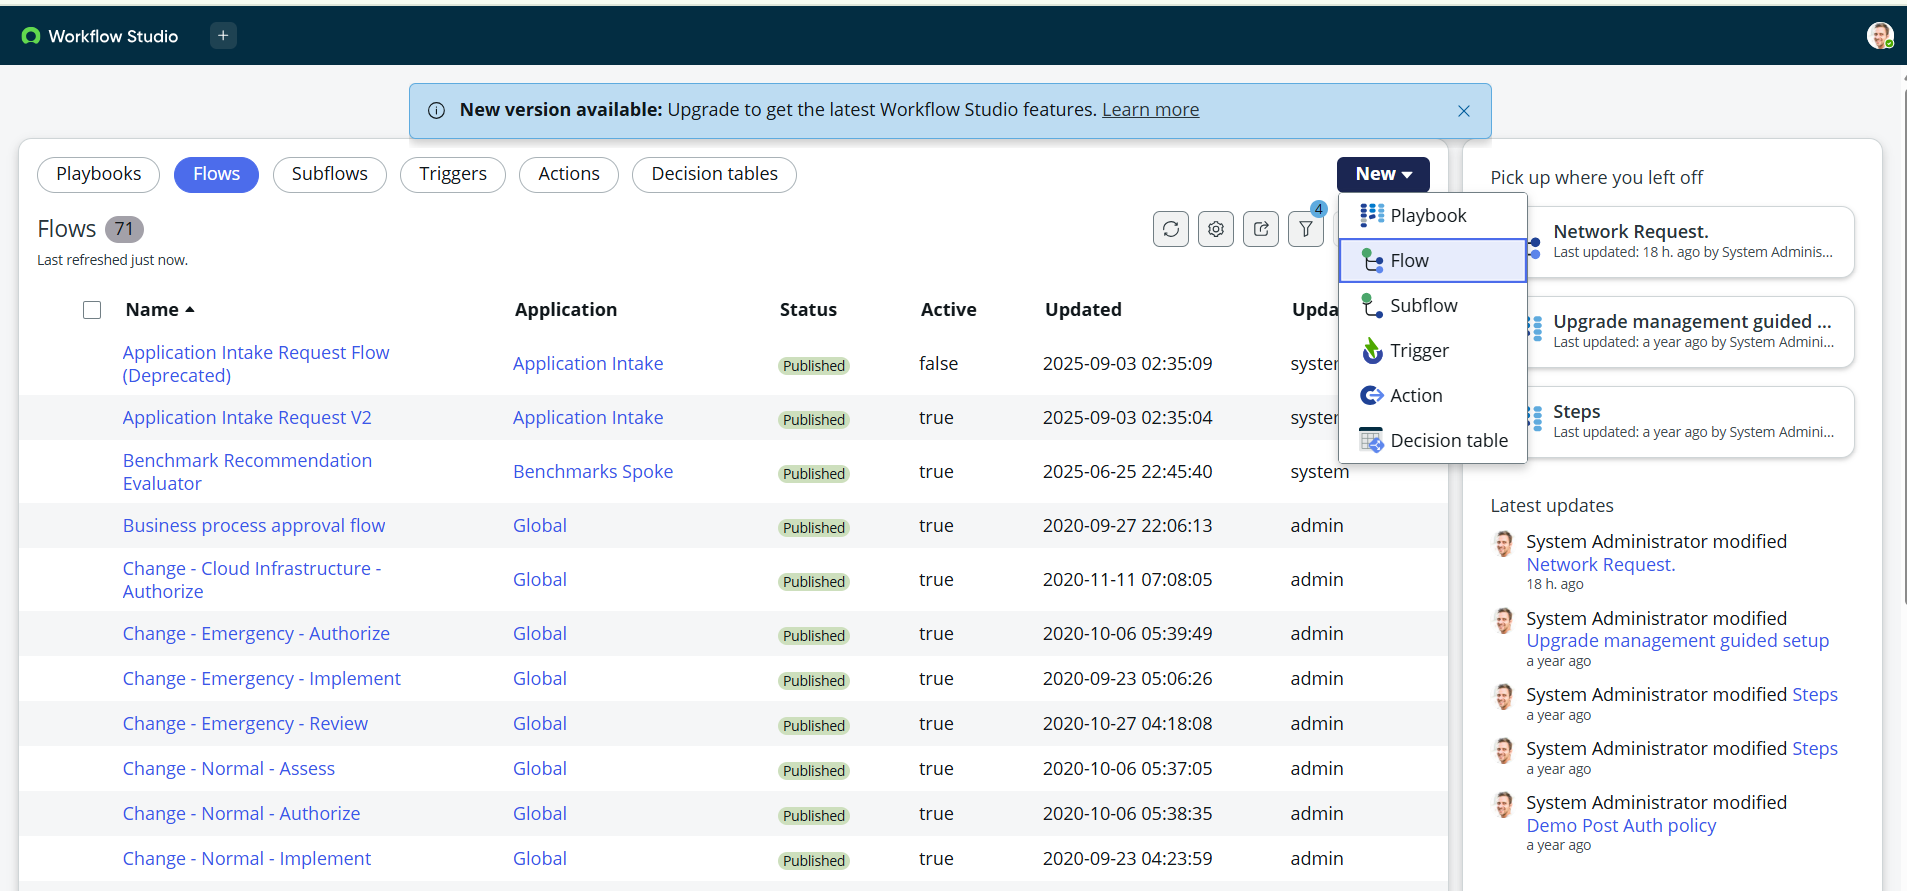 Workflow Studio
+
New version available: Upgrade to get the latest Workflow Studio features. Learn more
Playbooks
Flows
Subflows
Triggers
Actions
Decision tables
New
Flows 71
Last refreshed just now.
4
Playbook
Flow
Subflow
Trigger
Action
Decision table
Name
Application
Status
Active
Updated
Upda
Application Intake Request Flow
(Deprecated)
Application Intake
Published
false
2025-09-03 02:35:09
syster
Application Intake Request V2
Application Intake
Published
true
2025-09-03 02:35:04
syster
Benchmark Recommendation
Evaluator
Benchmarks Spoke
Published
true
2025-06-25 22:45:40
system
Business process approval flow
Global
Published
true
2020-09-27 22:06:13
admin
Change - Cloud Infrastructure -
Authorize
Global
Published
true
2020-11-11 07:08:05
admin
Change - Emergency - Authorize
Global
Published
true
2020-10-06 05:39:49
admin
Change - Emergency - Implement
Global
Published
true
2020-09-23 05:06:26
admin
Change - Emergency - Review
Global
Published
true
2020-10-27 04:18:08
admin
Change - Normal - Assess
Global
Published
true
2020-10-06 05:37:05
admin
Change - Normal - Authorize
Global
Published
true
2020-10-06 05:38:35
admin
Change - Normal - Implement
Global
Published
true
2020-09-23 04:23:59
admin
Pick up where you left off
Network Request.
Last updated: 18 h. ago by System Adminis...
Upgrade management guided ...
Last updated: a year ago by System Admini...
Steps
Last updated: a year ago by System Admini...
Latest updates
System Administrator modified
Network Request.
18 h. ago
System Administrator modified
Upgrade management guided setup
a year ago
System Administrator modified Steps
a year ago
System Administrator modified Steps
a year ago
System Administrator modified
Demo Post Auth policy
a year ago